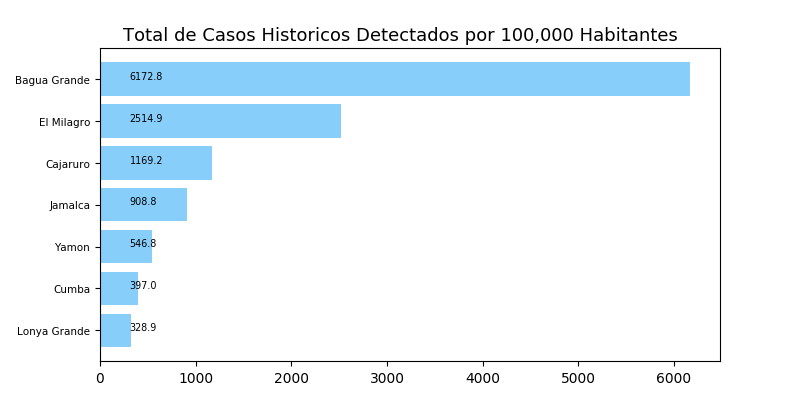 Total de Casos Historicos Detectados por 100,000 Habitantes
Bagua Grande 6172.8
El Milagro 2514.9
Cajaruro 1169.2
Jamalca 908.8
Yamon 546.8
Cumba 397.0
Lonya Grande 328.9
0 1000 2000 3000 4000 5000 6000